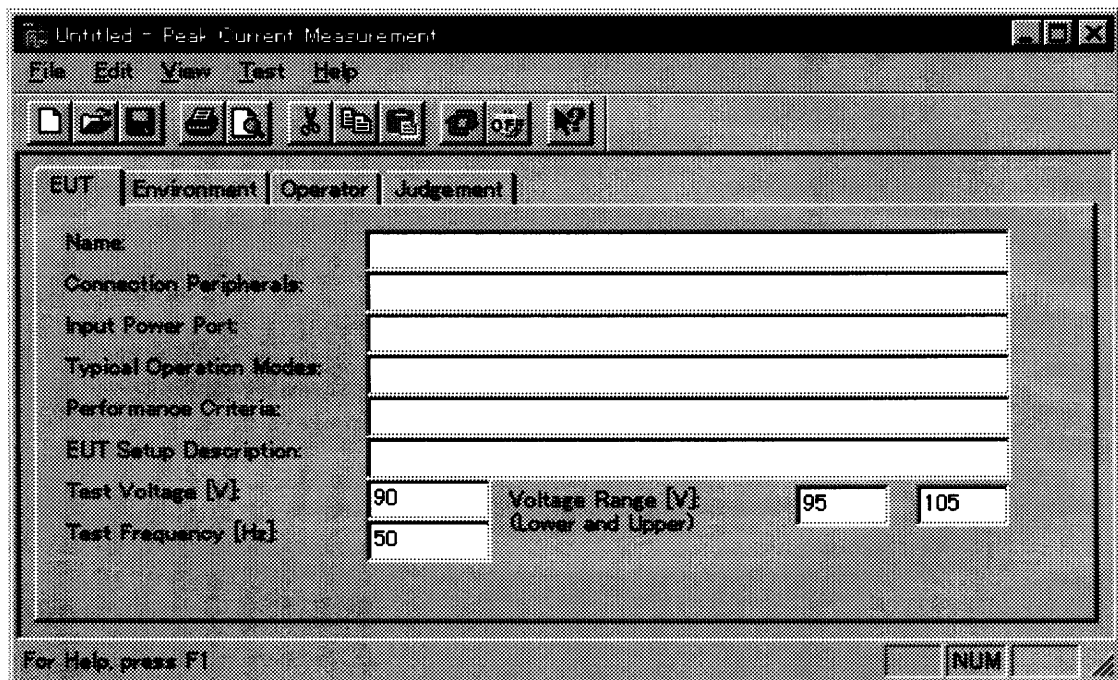 Untitled - Peak Current Measurement
File Edit View Test Help
OFF
EUT Environment Operator Judgement
Name:
Connection Peripherals:
Input Power Port:
Typical Operation Modes:
Performance Criteria:
EUT Setup Description:
Test Voltage [V]: 90 Voltage Range [V]: 95 105
(Lower and Upper)
Test Frequency [Hz]: 50
For Help, press F1 NUM